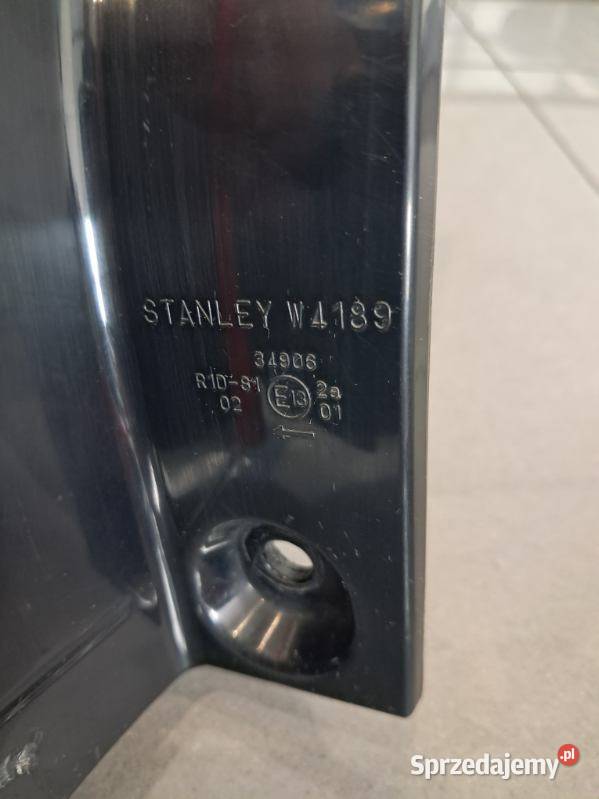 STANLEY W4189
34906
R1D-S1 E13 2a
02 01
←
Sprzedajemy.pl